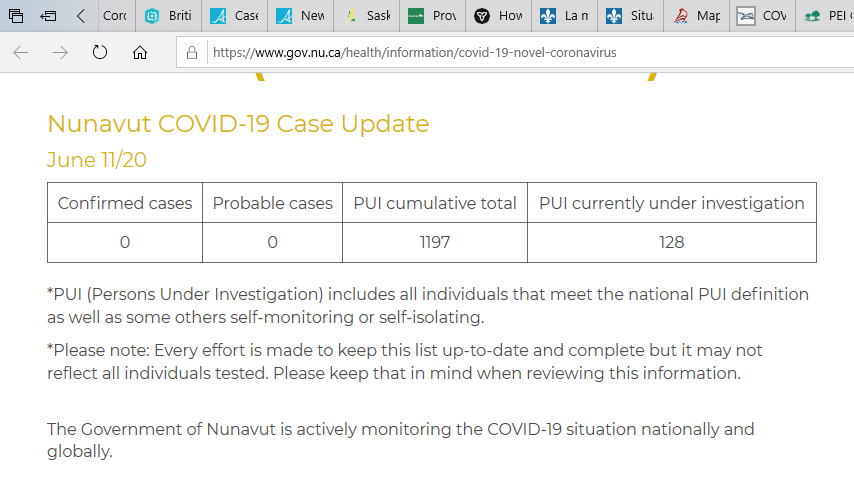 Corc
Briti
Case
New
Sask
Prov
How
La n
Situ
Map
COV
PEI
https://www.gov.nu.ca/health/information/covid-19-novel-coronavirus
Nunavut COVID-19 Case Update
June 11/20
Confirmed cases Probable cases PUI cumulative total PUI currently under investigation
0 0 1197 128
*PUI (Persons Under Investigation) includes all individuals that meet the national PUI definition
as well as some others self-monitoring or self-isolating.
*Please note: Every effort is made to keep this list up-to-date and complete but it may not
reflect all individuals tested. Please keep that in mind when reviewing this information.
The Government of Nunavut is actively monitoring the COVID-19 situation nationally and
globally.